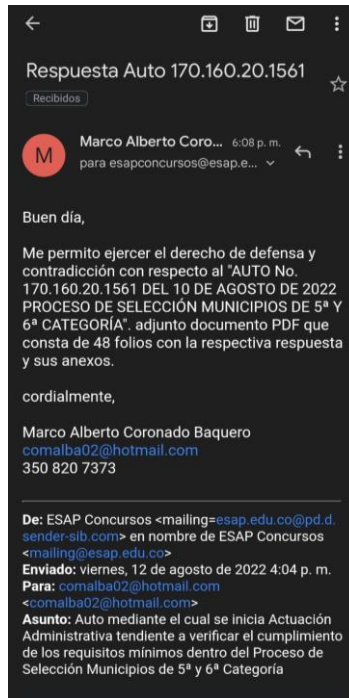 Respuesta Auto 170.160.20.1561
Recibidos
M
Marco Alberto Coro... 6:08 p. m.
para esapconcursos@esap.e...
Buen día,
Me permito ejercer el derecho de defensa y
contradicción con respecto al "AUTO No.
170.160.20.1561 DEL 10 DE AGOSTO DE 2022
PROCESO DE SELECCIÓN MUNICIPIOS DE 5ª Y
6ª CATEGORÍA". adjunto documento PDF que
consta de 48 folios con la respectiva respuesta
y sus anexos.
cordialmente,
Marco Alberto Coronado Baquero
comalba02@hotmail.com
350 820 7373
De: ESAP Concursos <mailing=esap.edu.co@pd.d.
sender-sib.com> en nombre de ESAP Concursos
<mailing@esap.edu.co>
Enviado: viernes, 12 de agosto de 2022 4:04 p. m.
Para: comalba02@hotmail.com
<comalba02@hotmail.com>
Asunto: Auto mediante el cual se inicia Actuación
Administrativa tendiente a verificar el cumplimiento
de los requisitos mínimos dentro del Proceso de
Selección Municipios de 5ª y 6ª Categoría